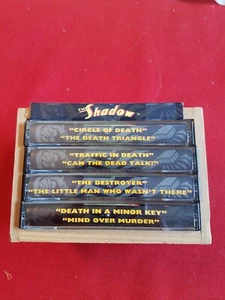 The
Shadow
"CIRCLE OF DEATH"
"THE DEATH TRIANGLE"
"TRAFFIC IN DEATH"
"CAN THE DEAD TALK?"
"THE DESTROYER"
"THE LITTLE MAN WHO WASN'T THERE"
"DEATH IN A MINOR KEY"
"MIND OVER MURDER"